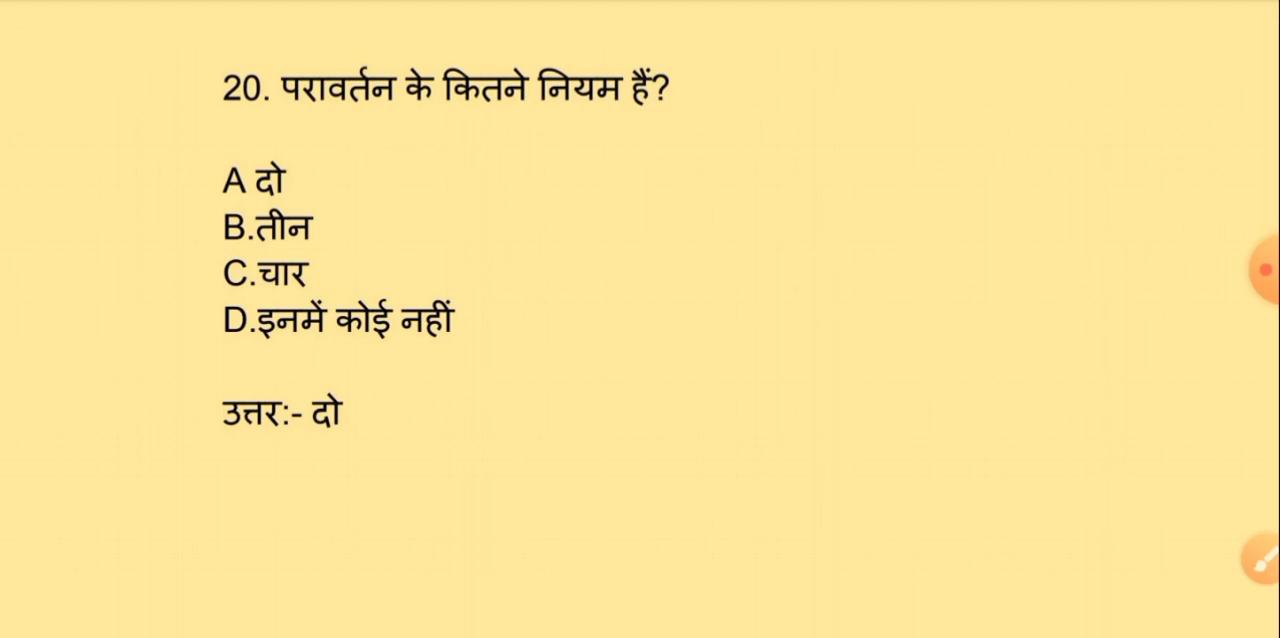 20. परावर्तन के कितने नियम हैं?
A दो
B.तीन
C.चार
D.इनमें कोई नहीं
उत्तर:- दो